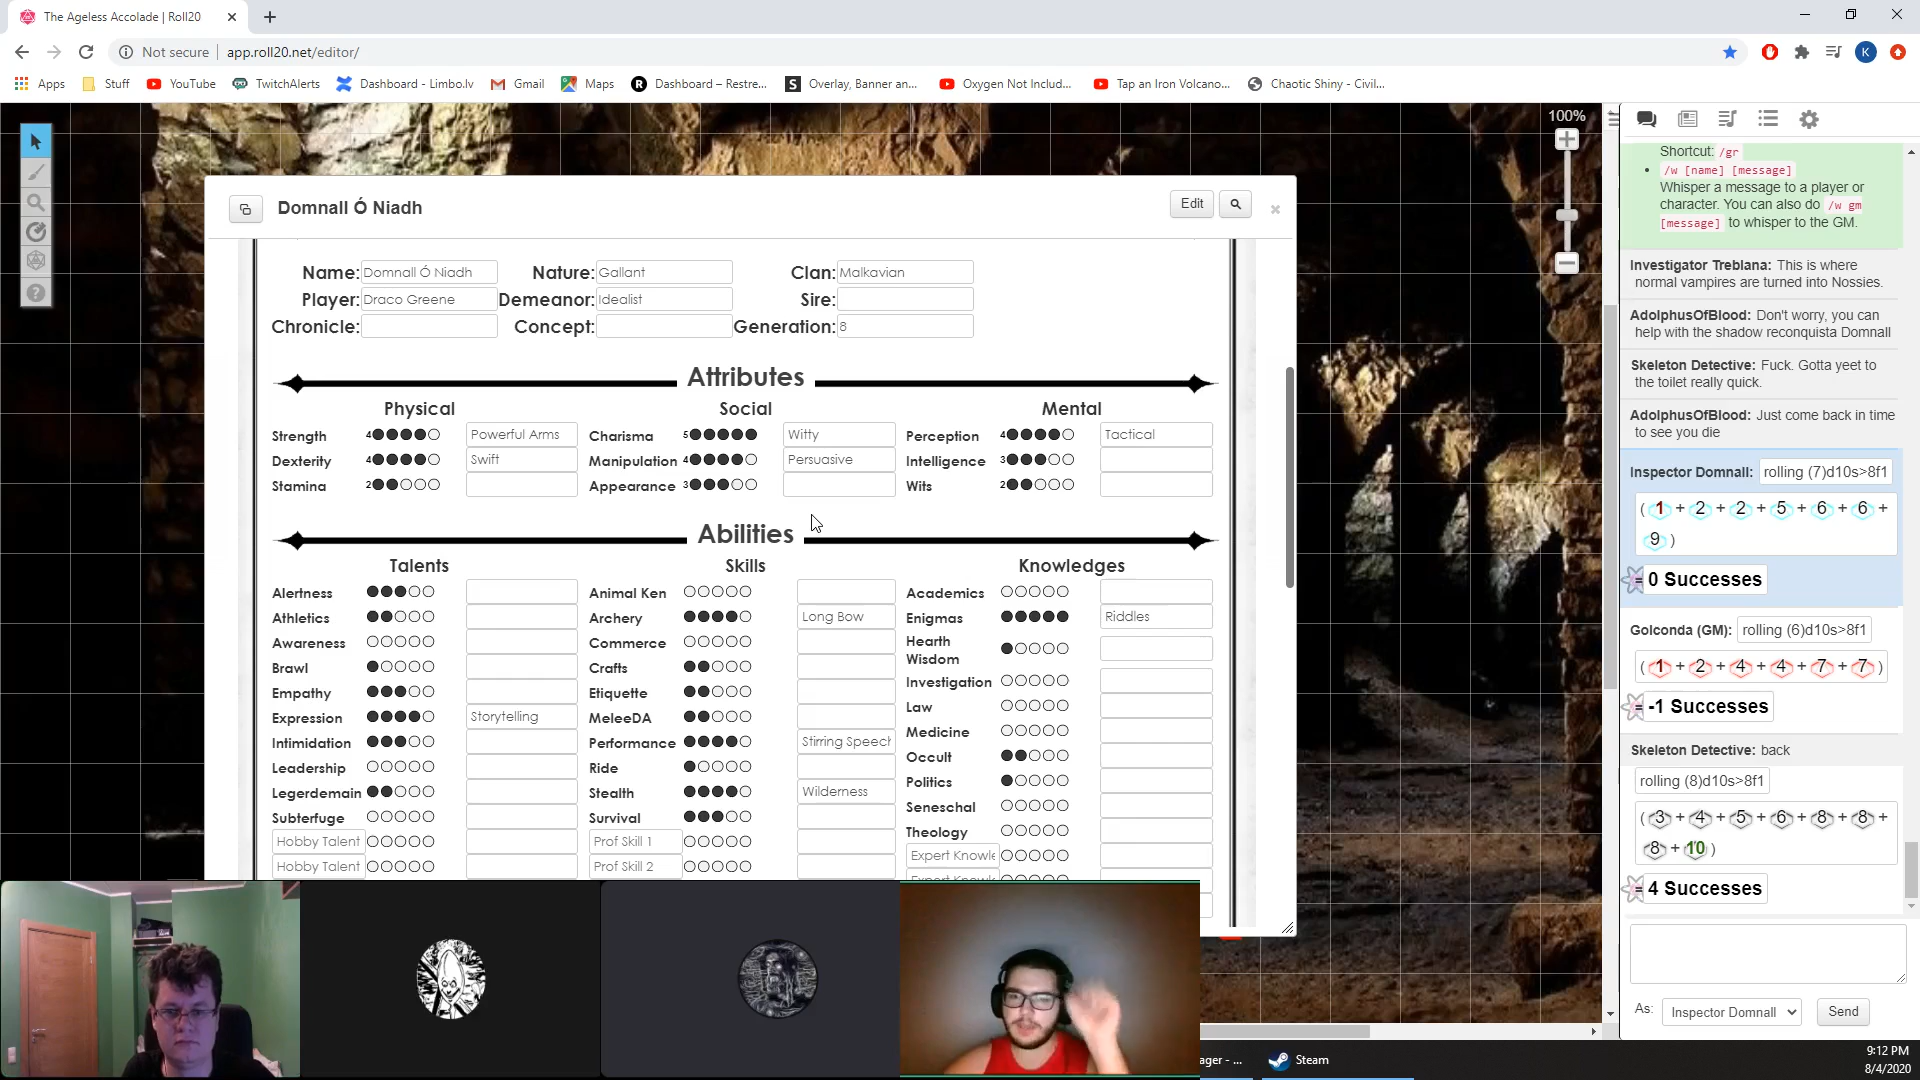 The Ageless Accolade | Roll20
Not secure
app.roll20.net/editor/
K
Apps
Stuff
YouTube
TwitchAlerts
Dashboard - Limbo.lv
Gmail
Maps
Dashboard – Restre...
Overlay, Banner an...
Oxygen Not Includ...
Tap an Iron Volcano...
Chaotic Shiny - Civil...
100%
Domnall Ó Niadh
Edit
Name: Domnall Ó Niadh Nature: Gallant Clan: Malkavian
Player: Draco Greene Demeanor: Idealist Sire:
Chronicle: Concept: Generation: 8
Attributes
Physical Social Mental
Strength 4 Powerful Arms Charisma 5 Witty Perception 4 Tactical
Dexterity 4 Swift Manipulation 4 Persuasive Intelligence 3
Stamina 2 Appearance 3 Wits 2
Abilities
Talents Skills Knowledges
Alertness Animal Ken Academics
Athletics Archery Long Bow Enigmas Riddles
Awareness Commerce Hearth Wisdom
Brawl Crafts Investigation
Empathy Etiquette Law
Expression Storytelling MeleeDA Medicine
Intimidation Performance Stirring Speech Occult
Leadership Ride Politics
Legerdemain Stealth Wilderness Seneschal
Subterfuge Survival Theology
Hobby Talent Prof Skill 1 Expert Knowle
Hobby Talent Prof Skill 2 Expert Knowle
Shortcut: /gr
/w [name] [message]
Whisper a message to a player or
character. You can also do /w gm
[message] to whisper to the GM.
Investigator Treblana: This is where
normal vampires are turned into Nossies.
AdolphusOfBlood: Don't worry, you can
help with the shadow reconquista Domnall
Skeleton Detective: Fuck. Gotta yeet to
the toilet really quick.
AdolphusOfBlood: Just come back in time
to see you die
Inspector Domnall: rolling (7)d10s>8f1
(1 + 2 + 2 + 5 + 6 + 6 +
9)
= 0 Successes
Golconda (GM): rolling (6)d10s>8f1
(1 + 2 + 4 + 4 + 7 + 7)
= -1 Successes
Skeleton Detective: back
rolling (8)d10s>8f1
(3 + 4 + 5 + 6 + 8 + 8 +
8 + 10)
= 4 Successes
As: Inspector Domnall Send
ager - ...
Steam
9:12 PM
8/4/2020